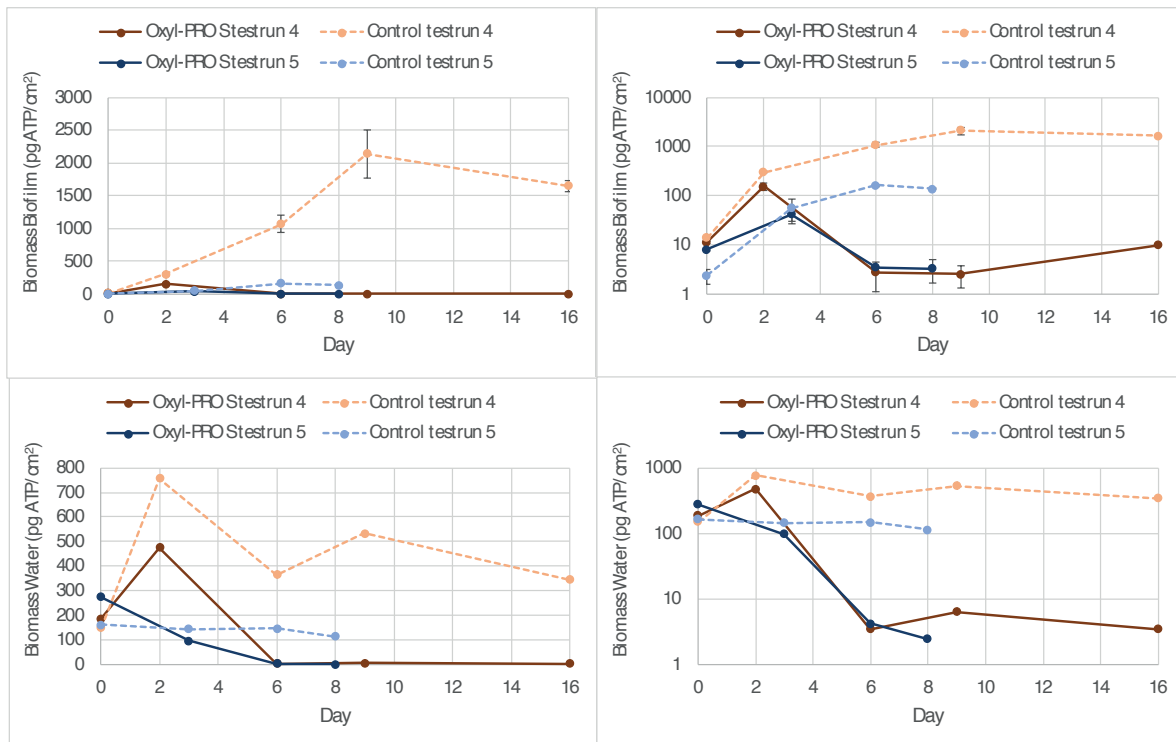 Oxyl-PRO Stestrun 4
Control testrun 4
Oxyl-PRO Stestrun 5
Control testrun 5
Biomass Biofilm (pg ATP/cm²)
3000
2500
2000
1500
1000
500
0
0 2 4 6 8 10 12 14 16
Day
Oxyl-PRO Stestrun 4
Control testrun 4
Oxyl-PRO Stestrun 5
Control testrun 5
Biomass Biofilm (pg ATP/cm²)
10000
1000
100
10
1
0 2 4 6 8 10 12 14 16
Day
Oxyl-PRO Stestrun 4
Control testrun 4
Oxyl-PRO Stestrun 5
Control testrun 5
Biomass Water (pg ATP/cm²)
800
700
600
500
400
300
200
100
0
0 2 4 6 8 10 12 14 16
Day
Oxyl-PRO Stestrun 4
Control testrun 4
Oxyl-PRO Stestrun 5
Control testrun 5
Biomass Water (pg ATP/cm²)
1000
100
10
1
0 2 4 6 8 10 12 14 16
Day